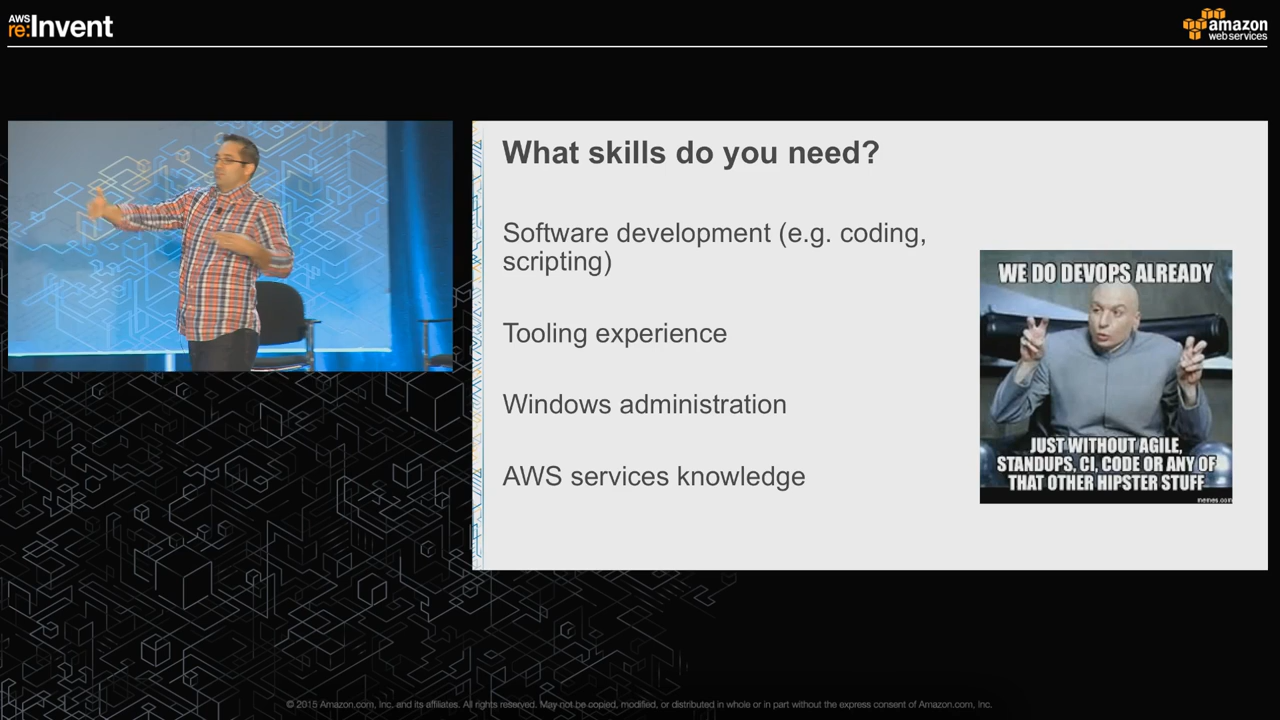 AWS
re:Invent
amazon
web services
What skills do you need?
Software development (e.g. coding,
scripting)
Tooling experience
Windows administration
AWS services knowledge
WE DO DEVOPS ALREADY
JUST WITHOUT AGILE,
STANDUPS, CI, CODE OR ANY OF
THAT OTHER HIPSTER STUFF
memes.com
© 2015 Amazon.com, Inc. and its affiliates. All rights reserved. May not be copied, modified, or distributed in whole or in part without the express consent of Amazon.com, Inc.